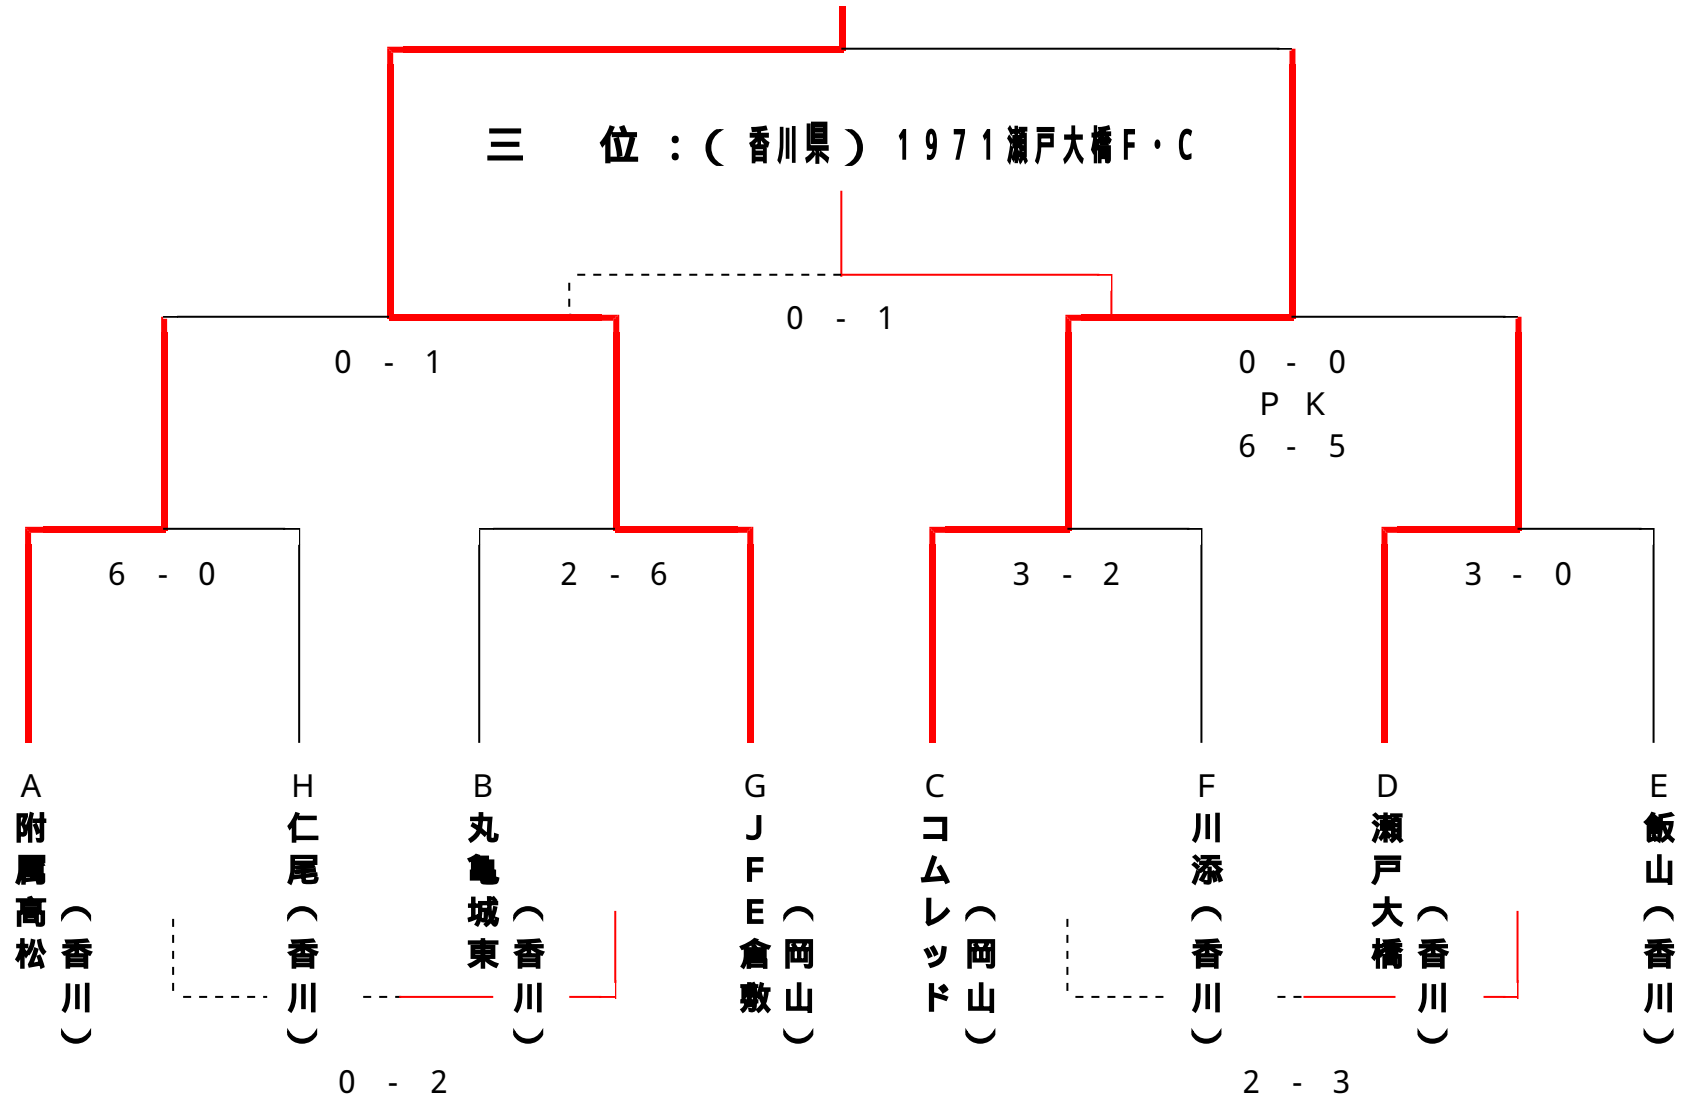 三　位：（香川県）１９７１瀬戸大橋Ｆ・Ｃ
0 - 1
0 - 1
0 - 0
P K
6 - 5
6 - 0
2 - 6
3 - 2
3 - 0
A
附属高松
（香川）
H
仁尾（香川）
B
丸亀城東
（香川）
G
ＪＦＥ倉敷
（岡山）
C
コムレッド
（岡山）
F
川添（香川）
D
瀬戸大橋
（香川）
E
飯山（香川）
0 - 2
2 - 3